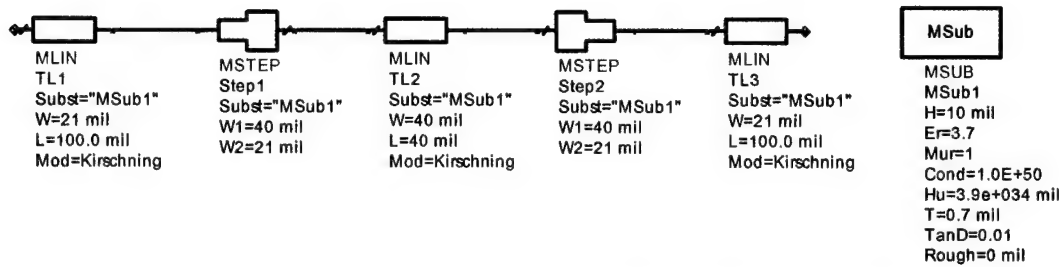 MLIN
TL1
Subst="MSub1"
W=21 mil
L=100.0 mil
Mod=Kirschning
MSTEP
Step1
Subst="MSub1"
W1=40 mil
W2=21 mil
MLIN
TL2
Subst="MSub1"
W=40 mil
L=40 mil
Mod=Kirschning
MSTEP
Step2
Subst="MSub1"
W1=40 mil
W2=21 mil
MLIN
TL3
Subst="MSub1"
W=21 mil
L=100.0 mil
Mod=Kirschning
MSub
MSUB
MSub1
H=10 mil
Er=3.7
Mur=1
Cond=1.0E+50
Hu=3.9e+034 mil
T=0.7 mil
TanD=0.01
Rough=0 mil